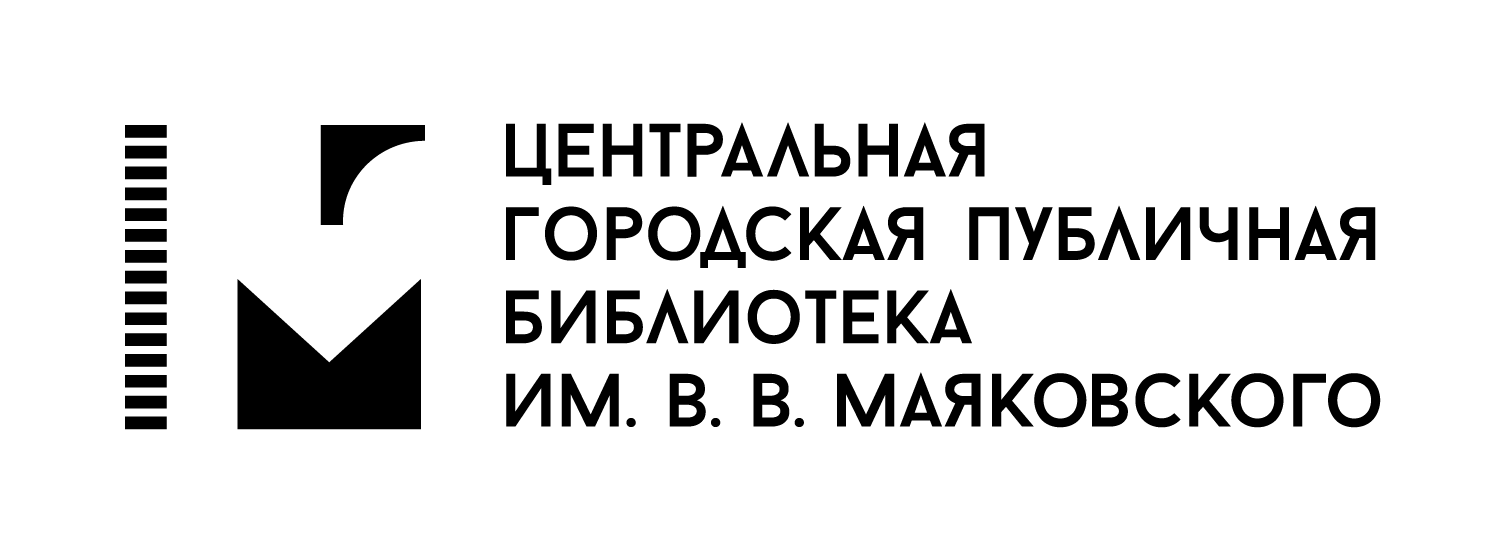 ЦЕНТРАЛЬНАЯ
ГОРОДСКАЯ ПУБЛИЧНАЯ
БИБЛИОТЕКА
ИМ. В. В. МАЯКОВСКОГО